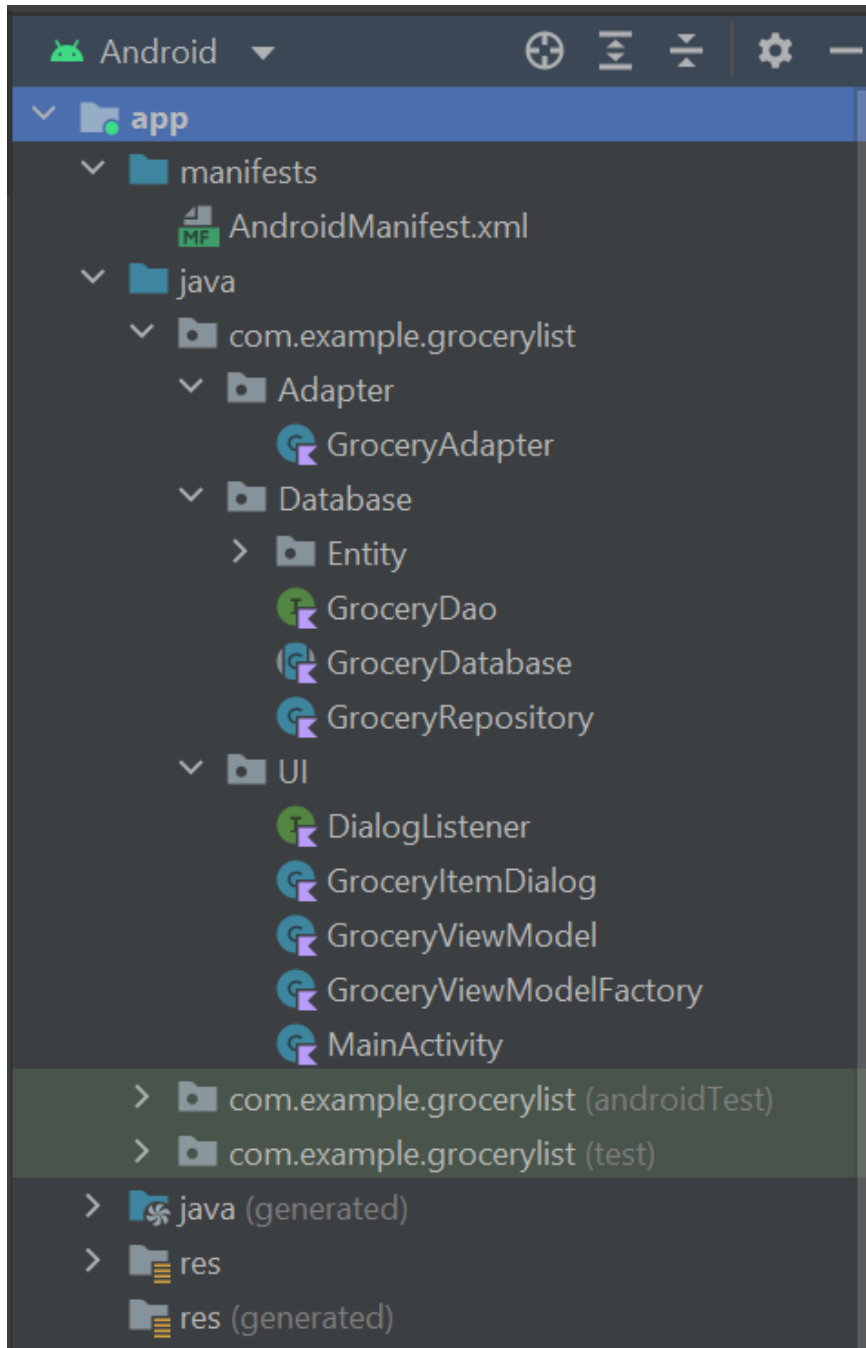 Android
app
manifests
MF AndroidManifest.xml
java
com.example.grocerylist
Adapter
GroceryAdapter
Database
Entity
GroceryDao
GroceryDatabase
GroceryRepository
UI
DialogListener
GroceryItemDialog
GroceryViewModel
GroceryViewModelFactory
MainActivity
com.example.grocerylist (androidTest)
com.example.grocerylist (test)
java (generated)
res
res (generated)